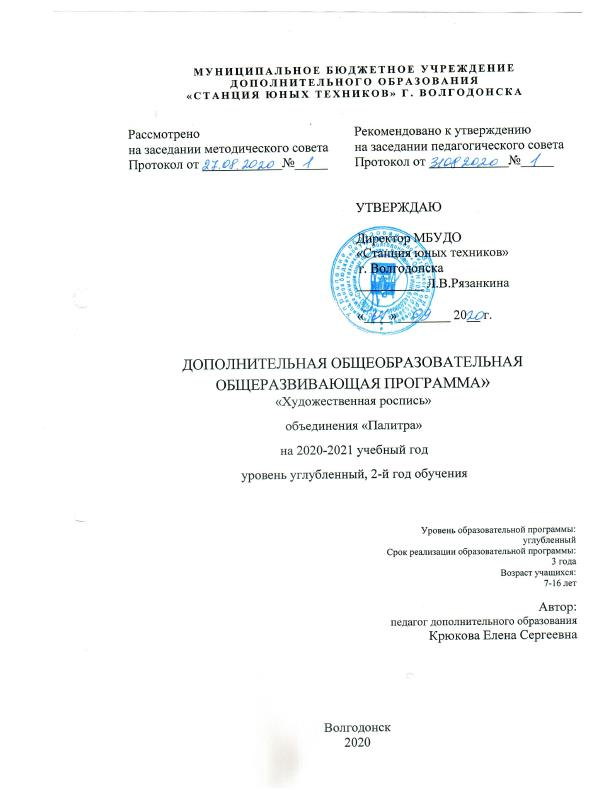 МУНИЦИПАЛЬНОЕ БЮДЖЕТНОЕ УЧРЕЖДЕНИЕ
ДОПОЛНИТЕЛЬНОГО ОБРАЗОВАНИЯ
«СТАНЦИЯ ЮНЫХ ТЕХНИКОВ» Г. ВОЛГОДОНСКА
Рассмотрено
на заседании методического совета
Протокол от 27.08.2020 № 1
Рекомендовано к утверждению
на заседании педагогического совета
Протокол от 31.08.2020 № 1
УТВЕРЖДАЮ
Директор МБУДО
«Станция юных техников»
г. Волгодонска
Л.В.Рязанкина
« » 09 2020г.
ДОПОЛНИТЕЛЬНАЯ ОБЩЕОБРАЗОВАТЕЛЬНАЯ
ОБЩЕРАЗВИВАЮЩАЯ ПРОГРАММА»
«Художественная роспись»
объединения «Палитра»
на 2020-2021 учебный год
уровень углубленный, 2-й год обучения
Уровень образовательной программы:
углубленный
Срок реализации образовательной программы:
3 года
Возраст учащихся:
7-16 лет
Автор:
педагог дополнительного образования
Крюкова Елена Сергеевна
Волгодонск
2020